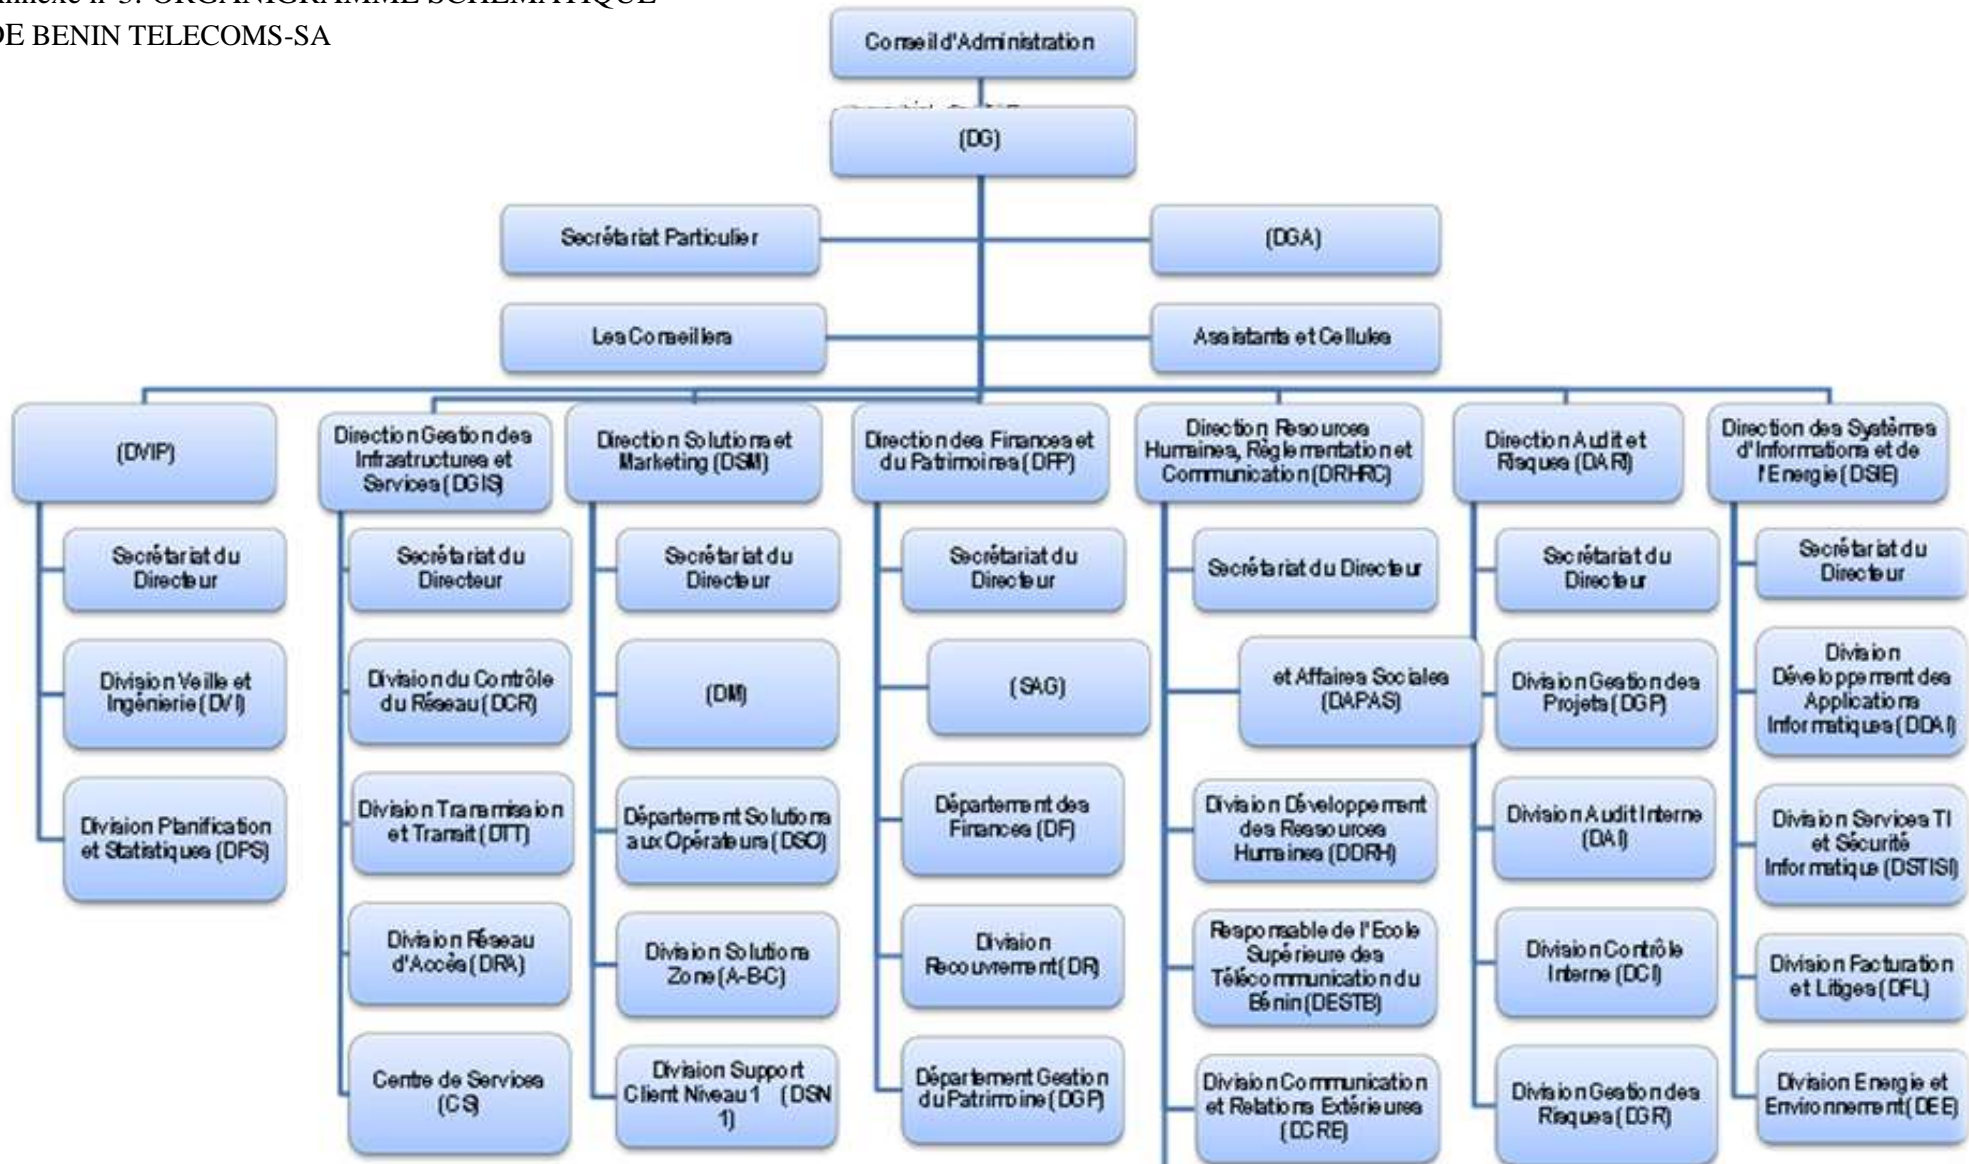 Annexe n°3: ORGANIGRAMME SCHEMATIQUE
DE BENIN TELECOMS-SA
Conseil d'Administration
(DG)
Secrétariat Particulier
(DGA)
Les Conseillers
Assistants et Cellules
(DVIP)
Direction Gestion des
Infrastructures et
Services (DGIS)
Direction Solutions et
Marketing (DSM)
Direction des Finances et
du Patrimoines (DFP)
Direction Resources
Humaines, Règlementation et
Communication (DRHRC)
Direction Audit et
Risques (DARI)
Direction des Systèmes
d'Informations et de
l'Energie (DSIE)
Secrétariat du
Directeur
Division Veille et
Ingénierie (DVI)
Division Planification
et Statistiques (DPS)
Secrétariat du
Directeur
Division du Contrôle
du Réseau (DCR)
Division Transmission
et Transit (DTT)
Division Réseau
d'Accès (DRA)
Centre de Services
(CS)
Secrétariat du
Directeur
(DM)
Département Solutions
aux Opérateurs (DSO)
Division Solutions
Zone (A-B-C)
Division Support
Client Niveau 1 (DSN
1)
Secrétariat du
Directeur
(SAG)
Département des
Finances (DF)
Division
Recouvrement (DR)
Département Gestion
du Patrimoine (DGP)
Secrétariat du Directeur
et Affaires Sociales
(DAPAS)
Division Développement
des Ressources
Humaines (DDRH)
Responsable de l'Ecole
Supérieure des
Télécommunication du
Bénin (DESTB)
Division Communication
et Relations Extérieures
(DCRE)
Secrétariat du
Directeur
Division Gestion des
Projets (DGP)
Division Audit Interne
(DAI)
Division Contrôle
Interne (DCI)
Division Gestion des
Risques (DGR)
Secrétariat du
Directeur
Division
Développement des
Applications
Informatiques (DDAI)
Division Services TI
et Sécurité
Informatique (DSTISI)
Division Facturation
et Litiges (DFL)
Division Energie et
Environnement (DEE)